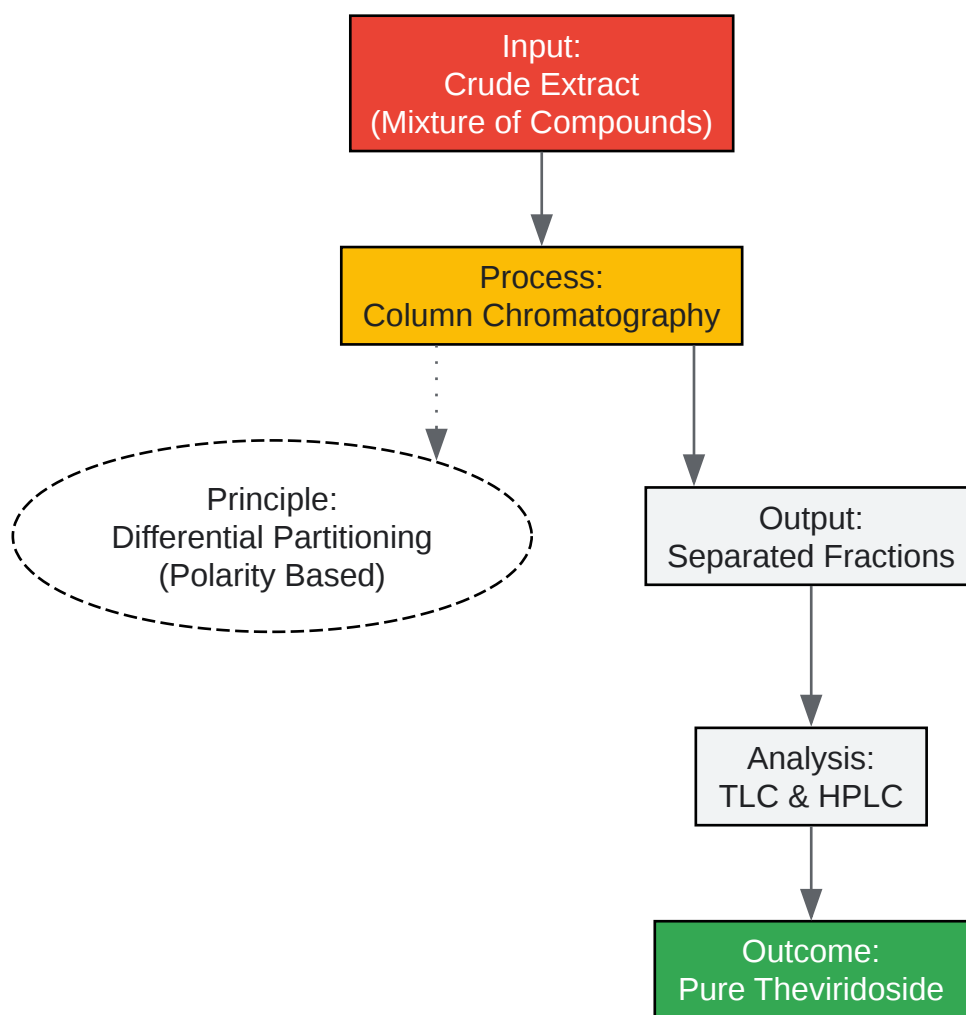 Input:
Crude Extract
(Mixture of Compounds)
Process:
Column Chromatography
Principle:
Differential Partitioning
(Polarity Based)
Output:
Separated Fractions
Analysis:
TLC & HPLC
Outcome:
Pure Theviridoside